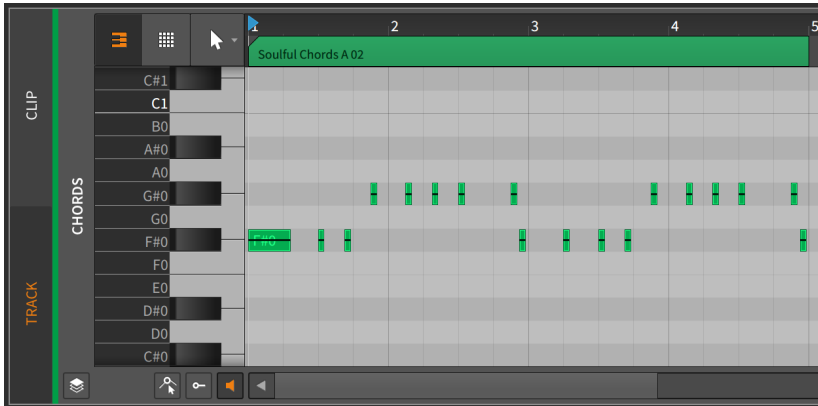 1 2 3 4 5
Soulful Chords A 02
CLIP
TRACK
CHORDS
C#1
C1
B0
A#0
A0
G#0
G0
F#0
F#0
F0
E0
D#0
D0
C#0